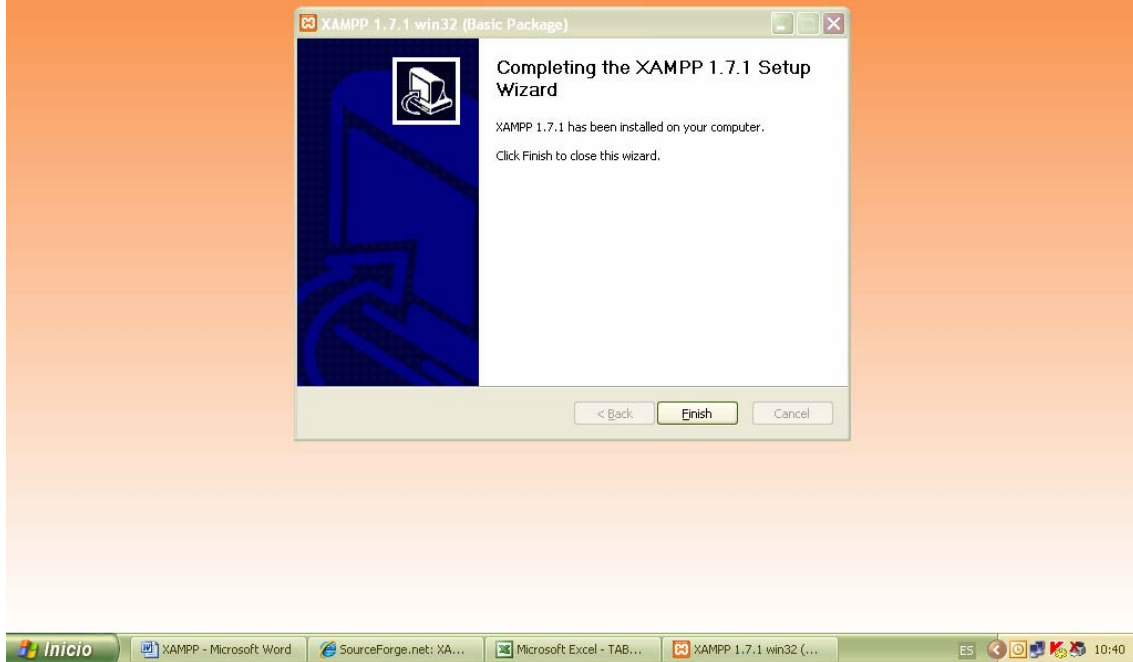 XAMPP 1.7.1 win32 (Basic Package)
Completing the XAMPP 1.7.1 Setup
Wizard
XAMPP 1.7.1 has been installed on your computer.
Click Finish to close this wizard.
< Back
Finish
Cancel
Inicio
XAMPP - Microsoft Word
SourceForge.net: XA...
Microsoft Excel - TAB...
XAMPP 1.7.1 win32 (...
ES
10:40